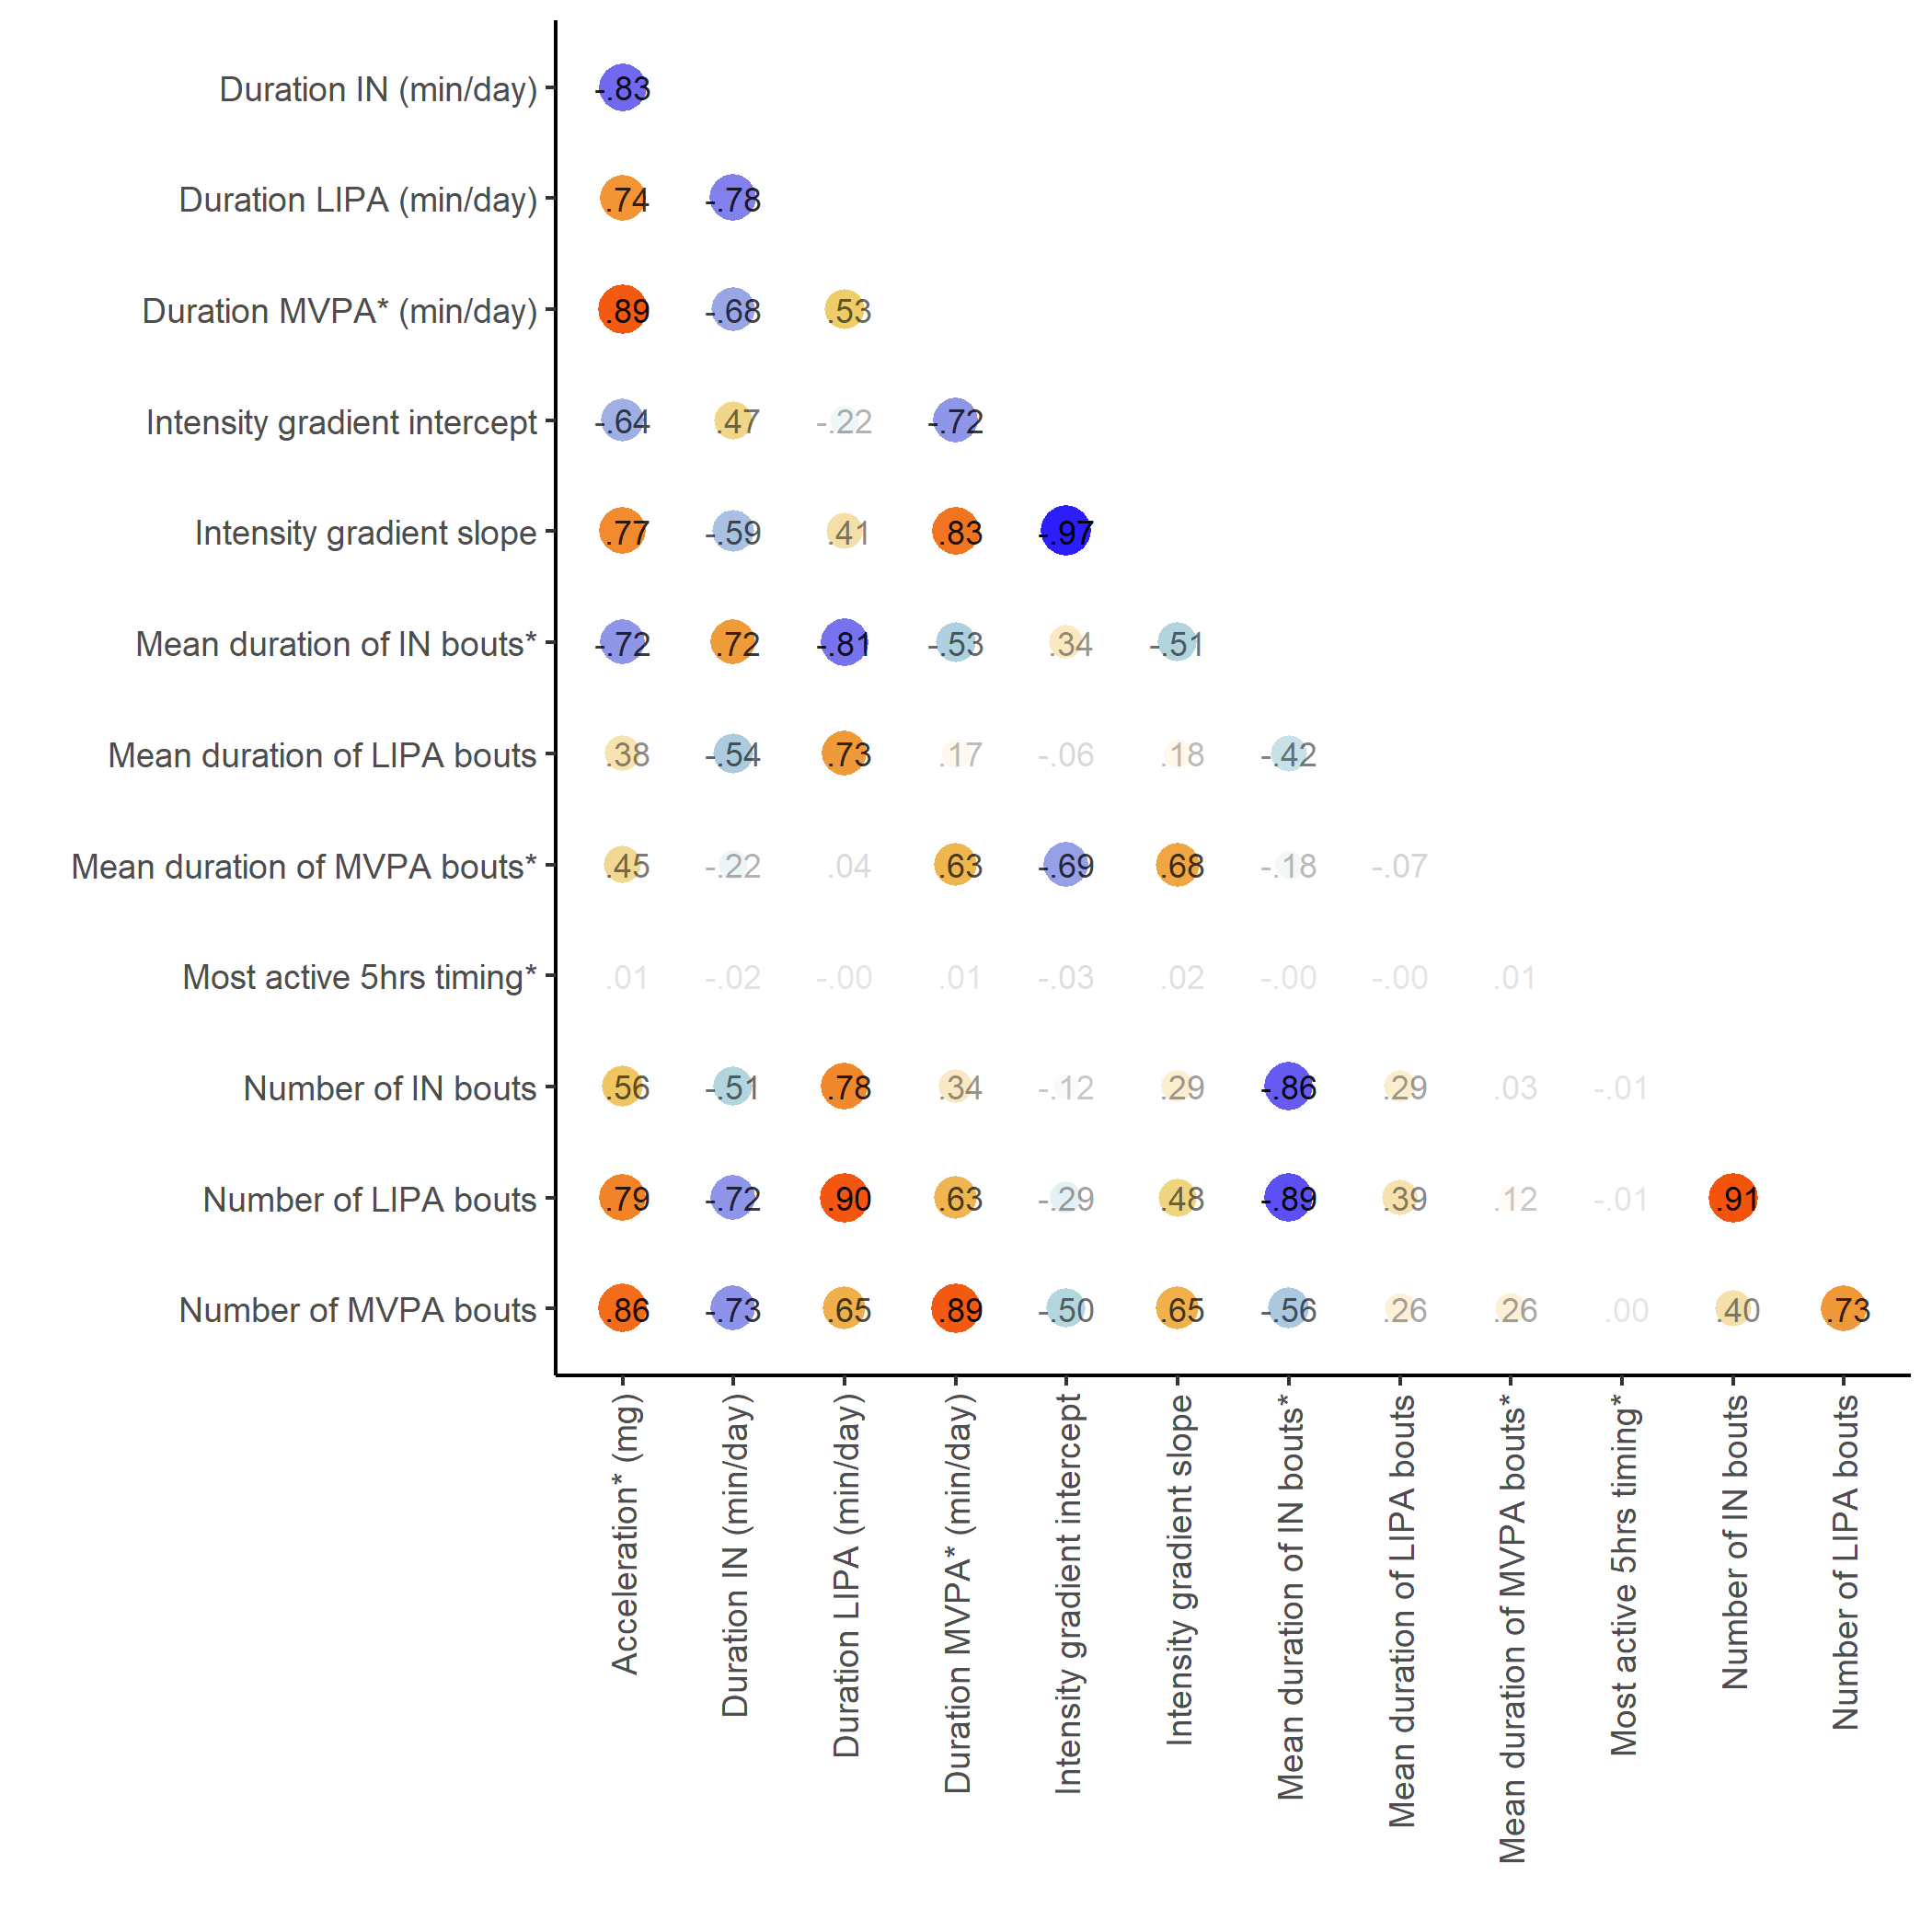 Duration IN (min/day) -.83
Duration LIPA (min/day) .74 -.78
Duration MVPA* (min/day) .89 -.68 .53
Intensity gradient intercept -.64 .47 -.22 -.72
Intensity gradient slope .77 -.59 .41 .83 -.97
Mean duration of IN bouts* -.72 .72 -.81 -.53 .34 -.51
Mean duration of LIPA bouts .38 -.54 .73 .17 -.06 .18 -.42
Mean duration of MVPA bouts* .45 -.22 .04 .63 -.69 .68 -.18 -.07
Most active 5hrs timing* .01 -.02 -.00 .01 -.03 .02 -.00 -.00 .01
Number of IN bouts .56 -.51 .78 .34 -.12 .29 -.86 .29 .03 -.01
Number of LIPA bouts .79 -.72 .90 .63 -.29 .48 -.89 .39 .12 -.01 .91
Number of MVPA bouts .86 -.73 .65 .89 -.50 .65 -.56 .26 .26 .00 .40 .73
Acceleration* (mg)
Duration IN (min/day)
Duration LIPA (min/day)
Duration MVPA* (min/day)
Intensity gradient intercept
Intensity gradient slope
Mean duration of IN bouts*
Mean duration of LIPA bouts
Mean duration of MVPA bouts*
Most active 5hrs timing*
Number of IN bouts
Number of LIPA bouts